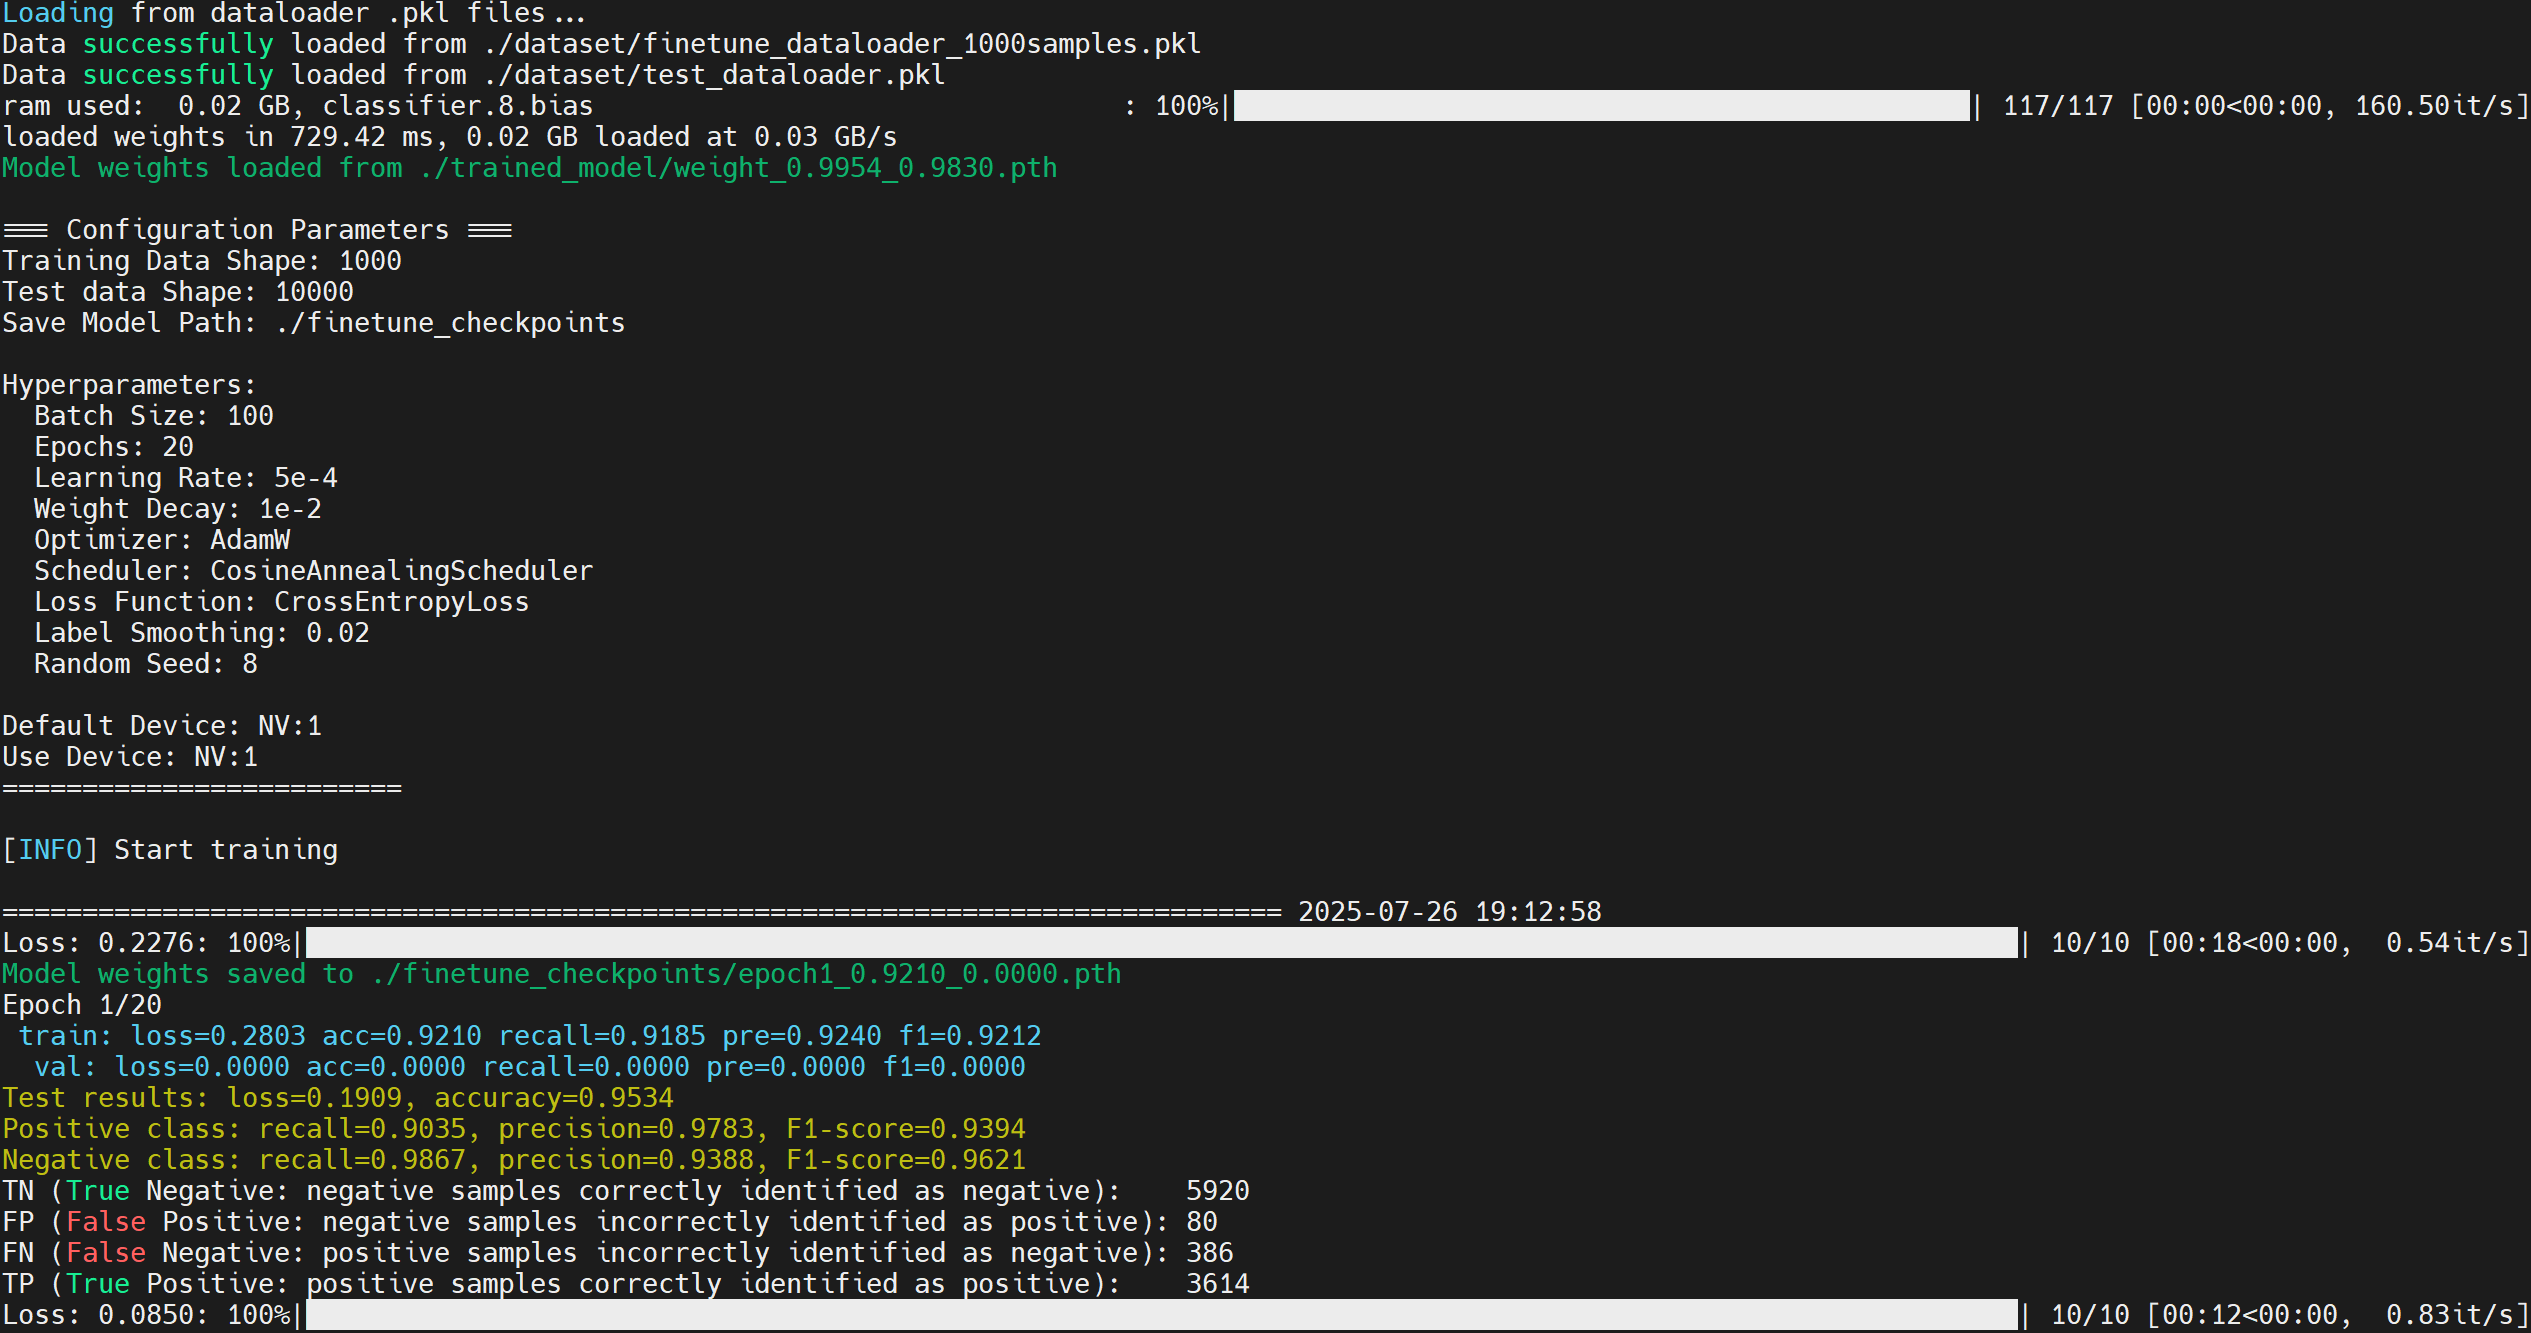 Loading from dataloader .pkl files...
Data successfully loaded from ./dataset/finetune_dataloader_1000samples.pkl
Data successfully loaded from ./dataset/test_dataloader.pkl
ram used:  0.02 GB, classifier.8.bias                                 : 100%|██████████| 117/117 [00:00<00:00, 160.50it/s]
loaded weights in 729.42 ms, 0.02 GB loaded at 0.03 GB/s
Model weights loaded from ./trained_model/weight_0.9954_0.9830.pth
=== Configuration Parameters ===
Training Data Shape: 1000
Test data Shape: 10000
Save Model Path: ./finetune_checkpoints
Hyperparameters:
  Batch Size: 100
  Epochs: 20
  Learning Rate: 5e-4
  Weight Decay: 1e-2
  Optimizer: AdamW
  Scheduler: CosineAnnealingScheduler
  Loss Function: CrossEntropyLoss
  Label Smoothing: 0.02
  Random Seed: 8
Default Device: NV:1
Use Device: NV:1
=========================
[INFO] Start training
================================================================================ 2025-07-26 19:12:58
Loss: 0.2276: 100%|██████████| 10/10 [00:18<00:00,  0.54it/s]
Model weights saved to ./finetune_checkpoints/epoch1_0.9210_0.0000.pth
Epoch 1/20
 train: loss=0.2803 acc=0.9210 recall=0.9185 pre=0.9240 f1=0.9212
  val: loss=0.0000 acc=0.0000 recall=0.0000 pre=0.0000 f1=0.0000
Test results: loss=0.1909, accuracy=0.9534
Positive class: recall=0.9035, precision=0.9783, F1-score=0.9394
Negative class: recall=0.9867, precision=0.9388, F1-score=0.9621
TN (True Negative: negative samples correctly identified as negative):    5920
FP (False Positive: negative samples incorrectly identified as positive): 80
FN (False Negative: positive samples incorrectly identified as negative): 386
TP (True Positive: positive samples correctly identified as positive):    3614
Loss: 0.0850: 100%|██████████| 10/10 [00:12<00:00,  0.83it/s]